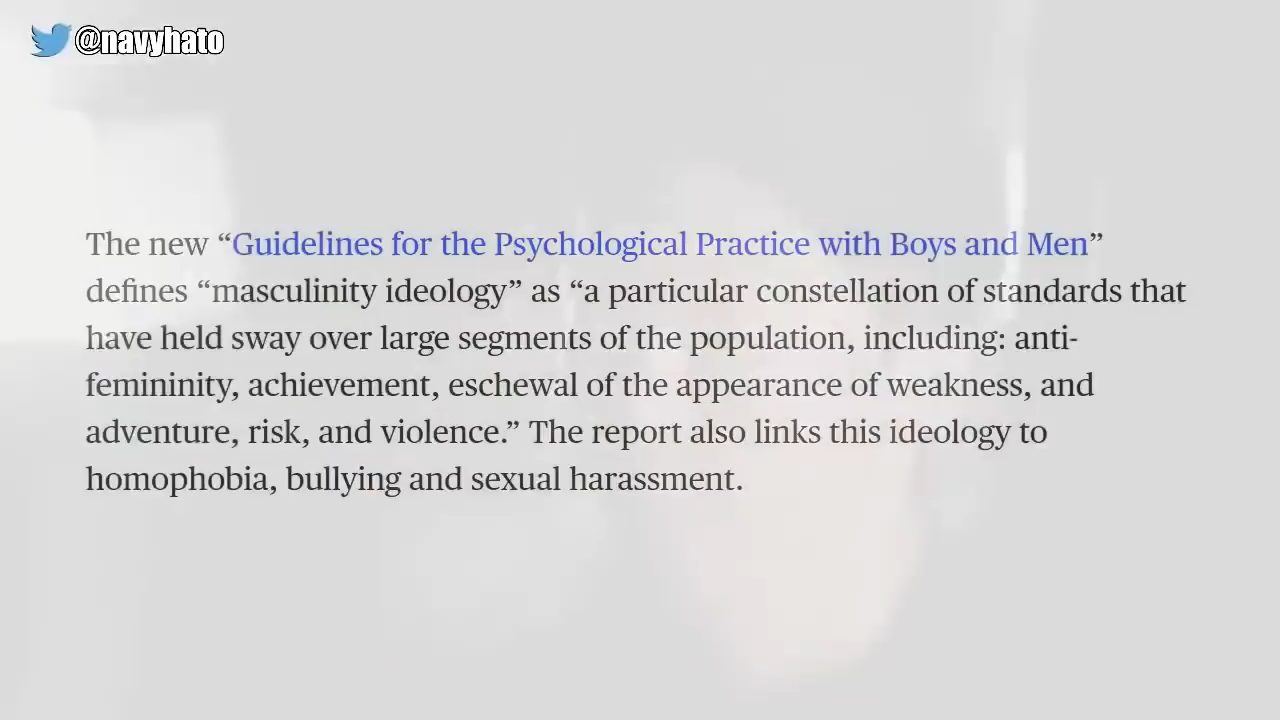 @navyhato
The new “Guidelines for the Psychological Practice with Boys and Men”
defines “masculinity ideology” as “a particular constellation of standards that
have held sway over large segments of the population, including: anti-
femininity, achievement, eschewal of the appearance of weakness, and
adventure, risk, and violence.” The report also links this ideology to
homophobia, bullying and sexual harassment.